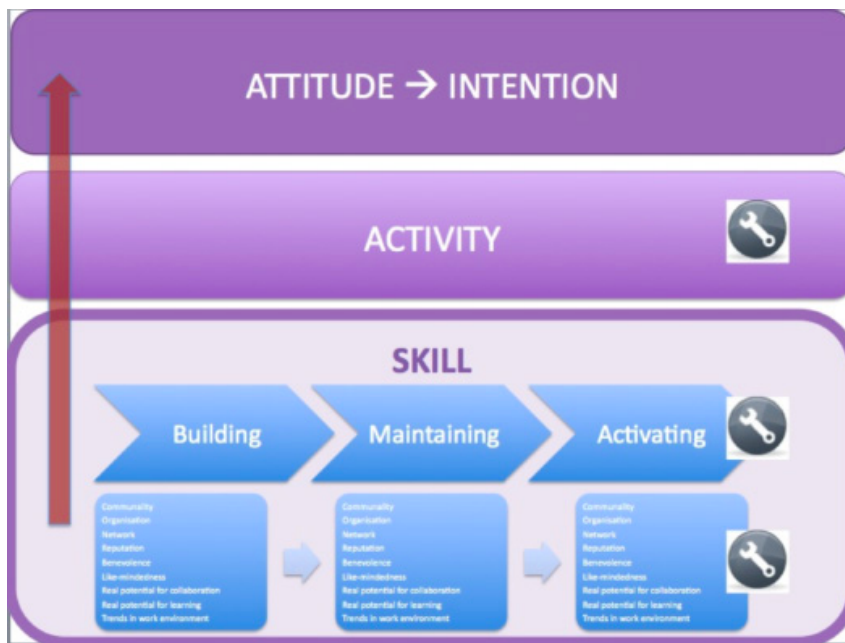 ATTITUDE → INTENTION
ACTIVITY
SKILL
Building
Maintaining
Activating
Communality
Organisation
Network
Reputation
Benevolence
Like-mindedness
Real potential for collaboration
Real potential for learning
Trends in work environment
Communality
Organisation
Network
Reputation
Benevolence
Like-mindedness
Real potential for collaboration
Real potential for learning
Trends in work environment
Communality
Organisation
Network
Reputation
Benevolence
Like-mindedness
Real potential for collaboration
Real potential for learning
Trends in work environment